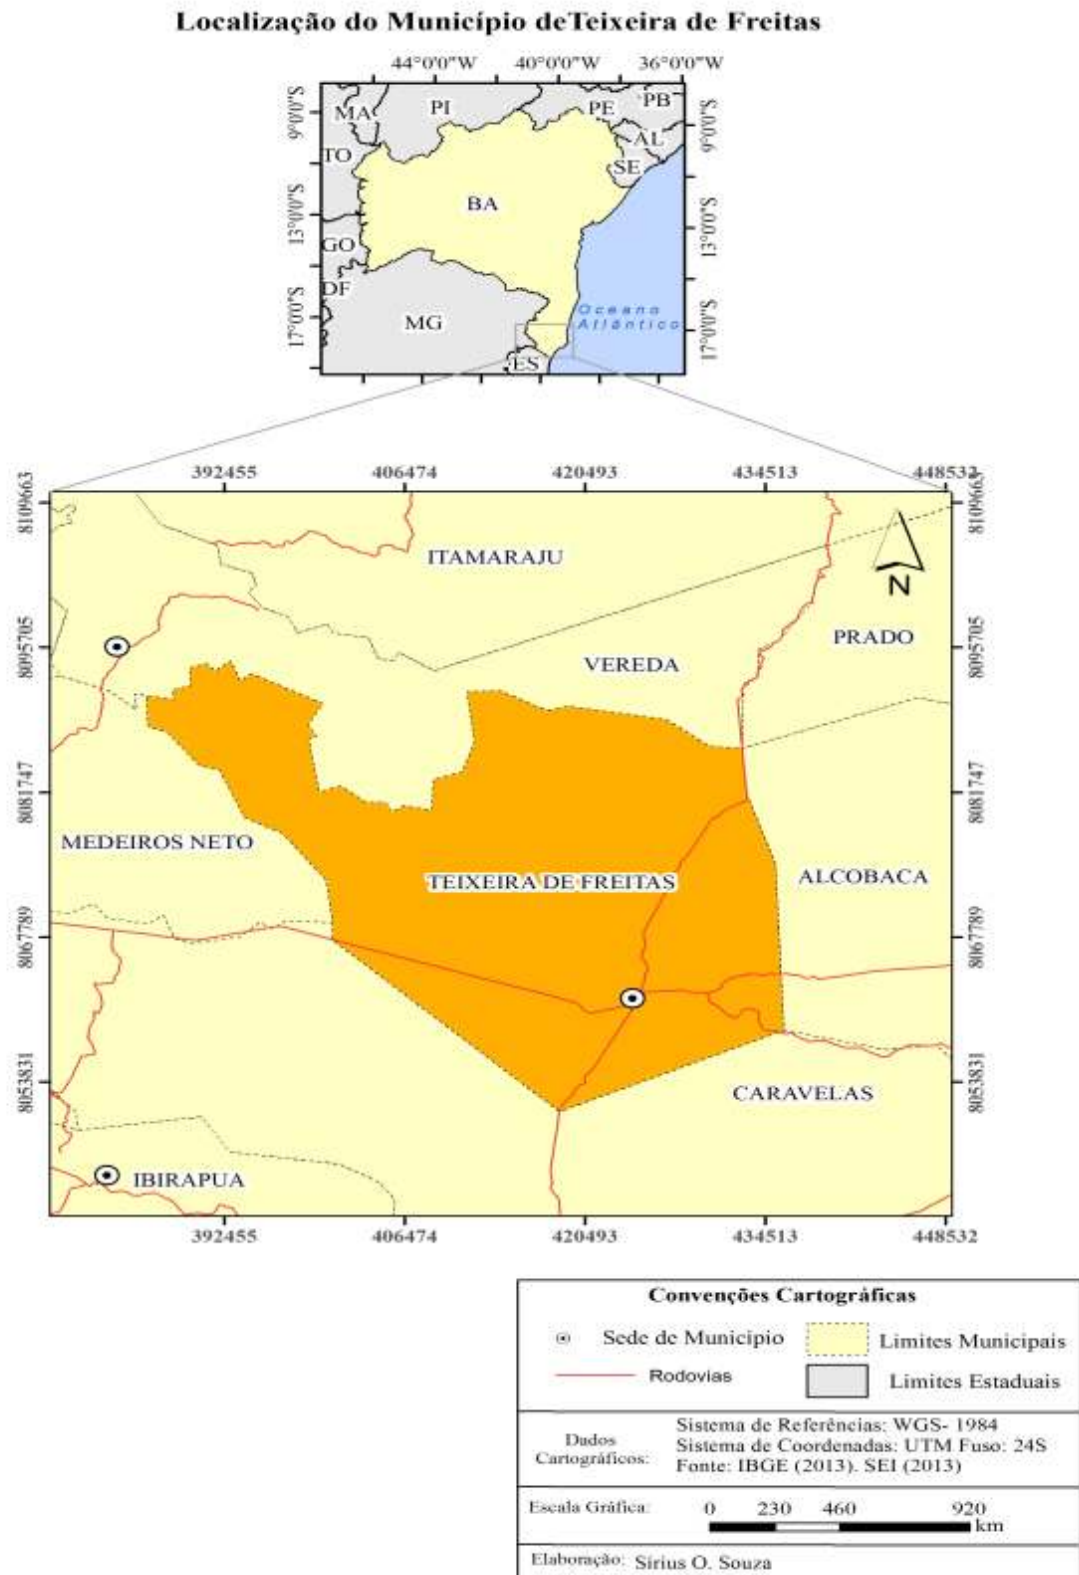 Localização do Município deTeixeira de Freitas
44°0'0"W 40°0'0"W 36°0'0"W
9°0'0"S
13°0'0"S
17°0'0"S
9°0'0"S
13°0'0"S
17°0'0"S
MA
PI
PE
PB
AL
TO
SE
BA
GO
DF
MG
Oceano
Atlântico
ES
392455 406474 420493 434513 448532
8109663
8095705
8081747
8067789
8053831
8109663
8095705
8081747
8067789
8053831
ITAMARAJU
N
PRADO
VEREDA
MEDEIROS NETO
TEIXEIRA DE FREITAS
ALCOBACA
CARAVELAS
IBIRAPUA
392455 406474 420493 434513 448532
Convenções Cartográficas
Sede de Município
Limites Municipais
Rodovias
Limites Estaduais
Dados
Cartográficos:
Sistema de Referências: WGS- 1984
Sistema de Coordenadas: UTM Fuso: 24S
Fonte: IBGE (2013). SEI (2013)
Escala Gráfica:
0 230 460 920
km
Elaboração: Sírius O. Souza